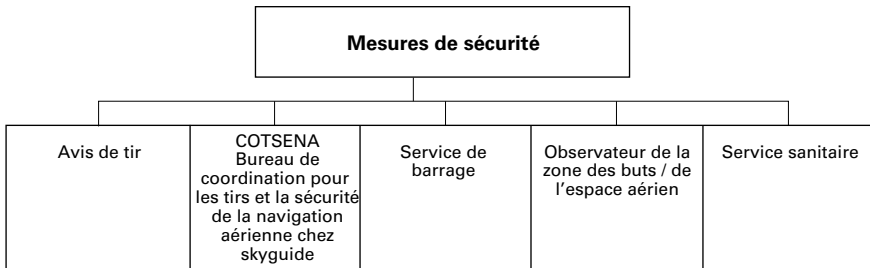 Mesures de sécurité
Avis de tir
COTSENA
Bureau de
coordination pour
les tirs et la sécurité
de la navigation
aérienne chez
skyguide
Service de
barrage
Observateur de la
zone des buts / de
l'espace aérien
Service sanitaire